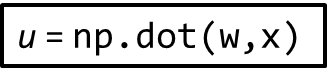 u = np.dot(w,x)